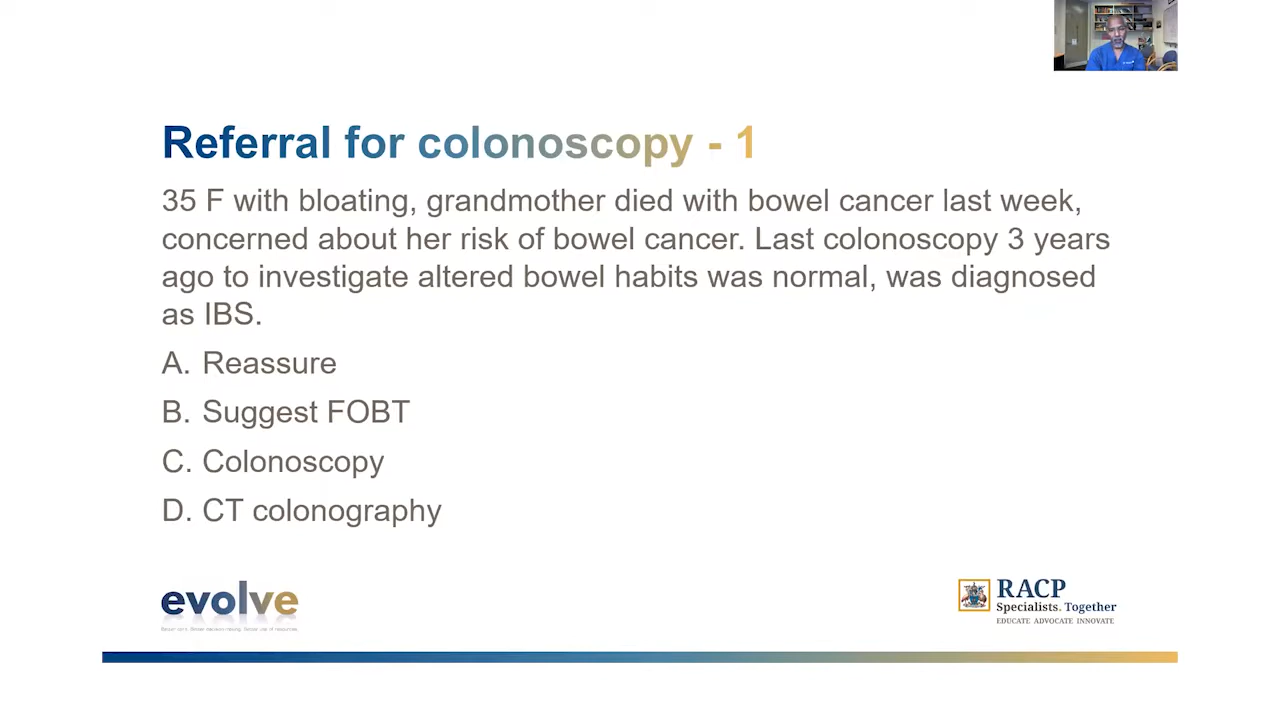 Referral for colonoscopy - 1
35 F with bloating, grandmother died with bowel cancer last week,
concerned about her risk of bowel cancer. Last colonoscopy 3 years
ago to investigate altered bowel habits was normal, was diagnosed
as IBS.
A. Reassure
B. Suggest FOBT
C. Colonoscopy
D. CT colonography
evolve
RACP
Specialists. Together
EDUCATE ADVOCATE INNOVATE